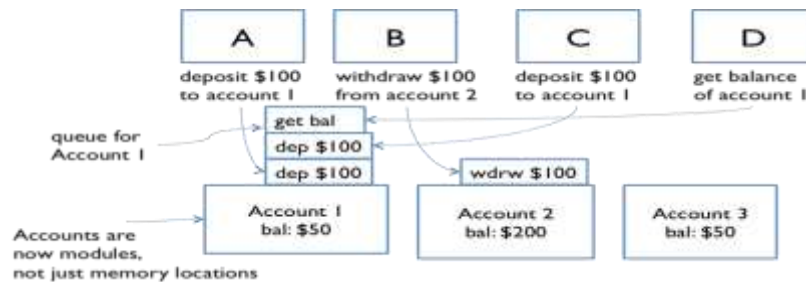 A
B
C
D
deposit $100
to account 1
withdraw $100
from account 2
deposit $100
to account 1
get balance
of account 1
queue for
Account 1
get bal
dep $100
dep $100
wdrw $100
Account 1
bal: $50
Account 2
bal: $200
Account 3
bal: $50
Accounts are
now modules,
not just memory locations